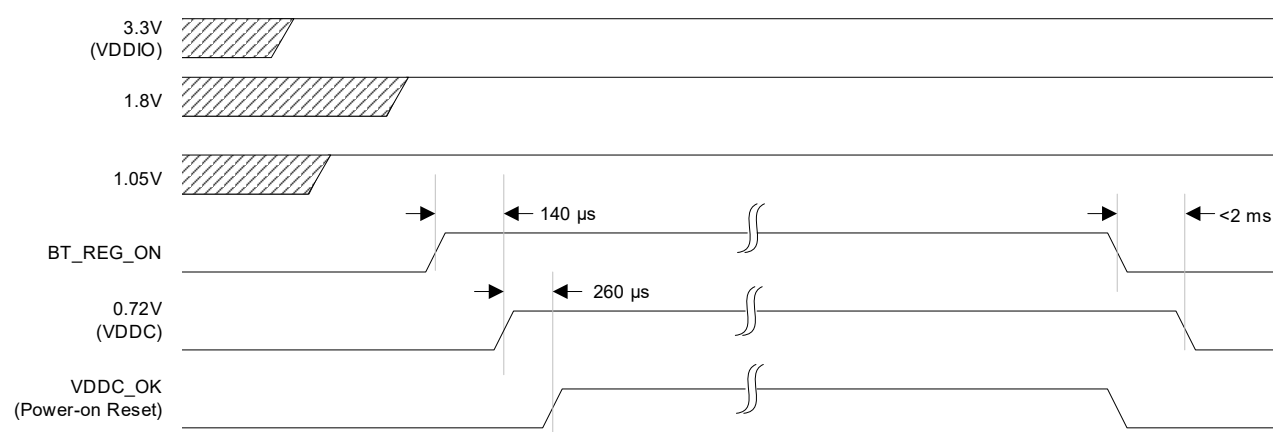 3.3V
(VDDIO)
1.8V
1.05V
140 µs
<2 ms
BT_REG_ON
260 µs
0.72V
(VDDC)
VDDC_OK
(Power-on Reset)